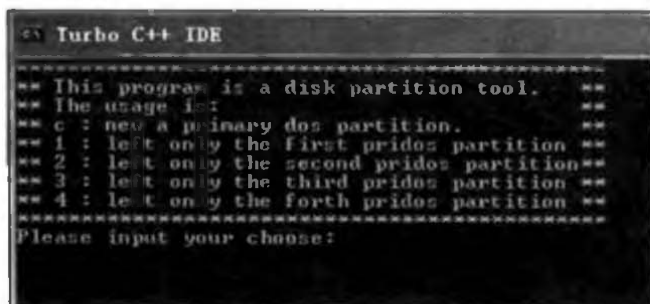 Turbo C++ IDE
*******************************************
** This program is a disk partition tool. **
** The usage is: **
** c : new a primary dos partition. **
** 1 : left only the first pridos partition **
** 2 : left only the second pridos partition**
** 3 : left only the third pridos partition **
** 4 : left only the forth pridos partition **
*******************************************
Please input your choose: